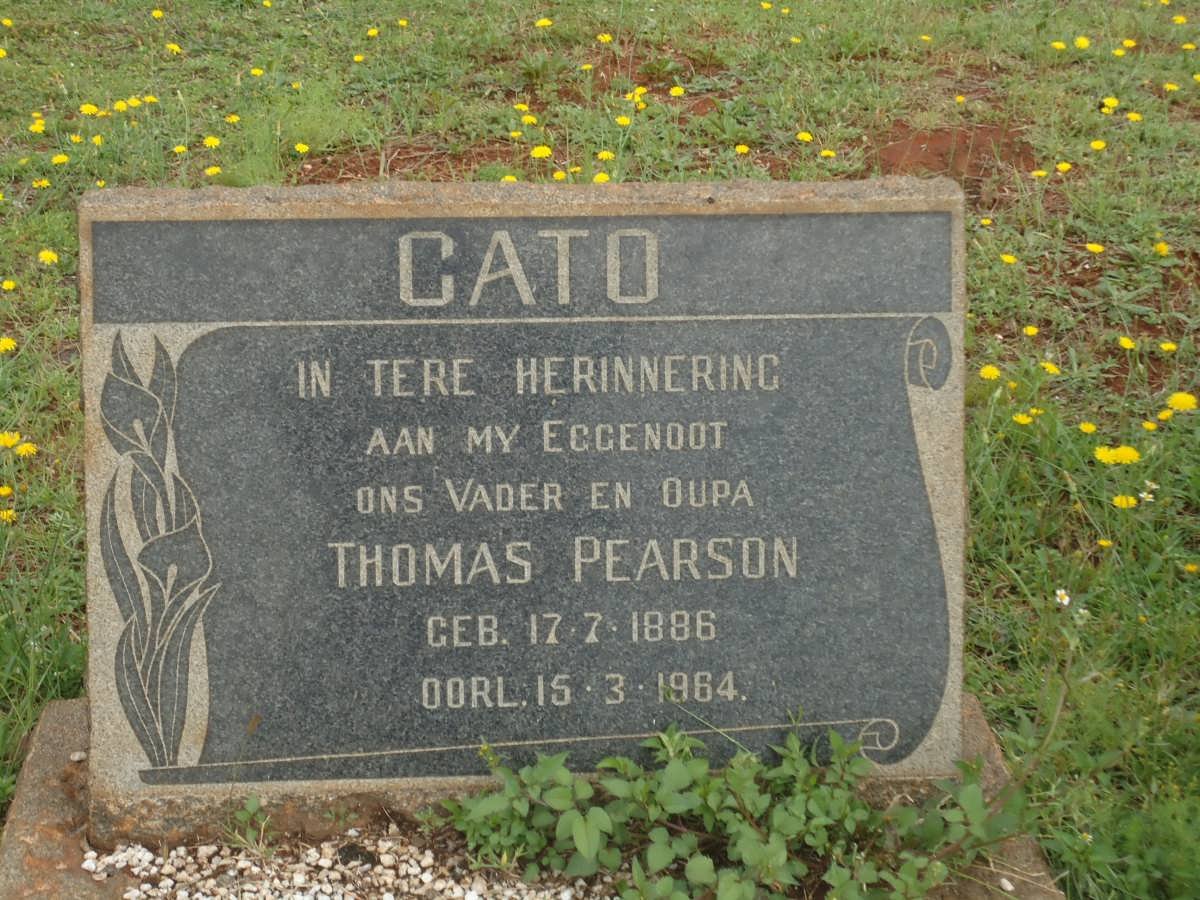 CATO
IN TERE HERINNERING
AAN MY EGGENOOT
ONS VADER EN OUPA
THOMAS PEARSON
GEB. 17·7·1886
OORL. 15·3·1964.